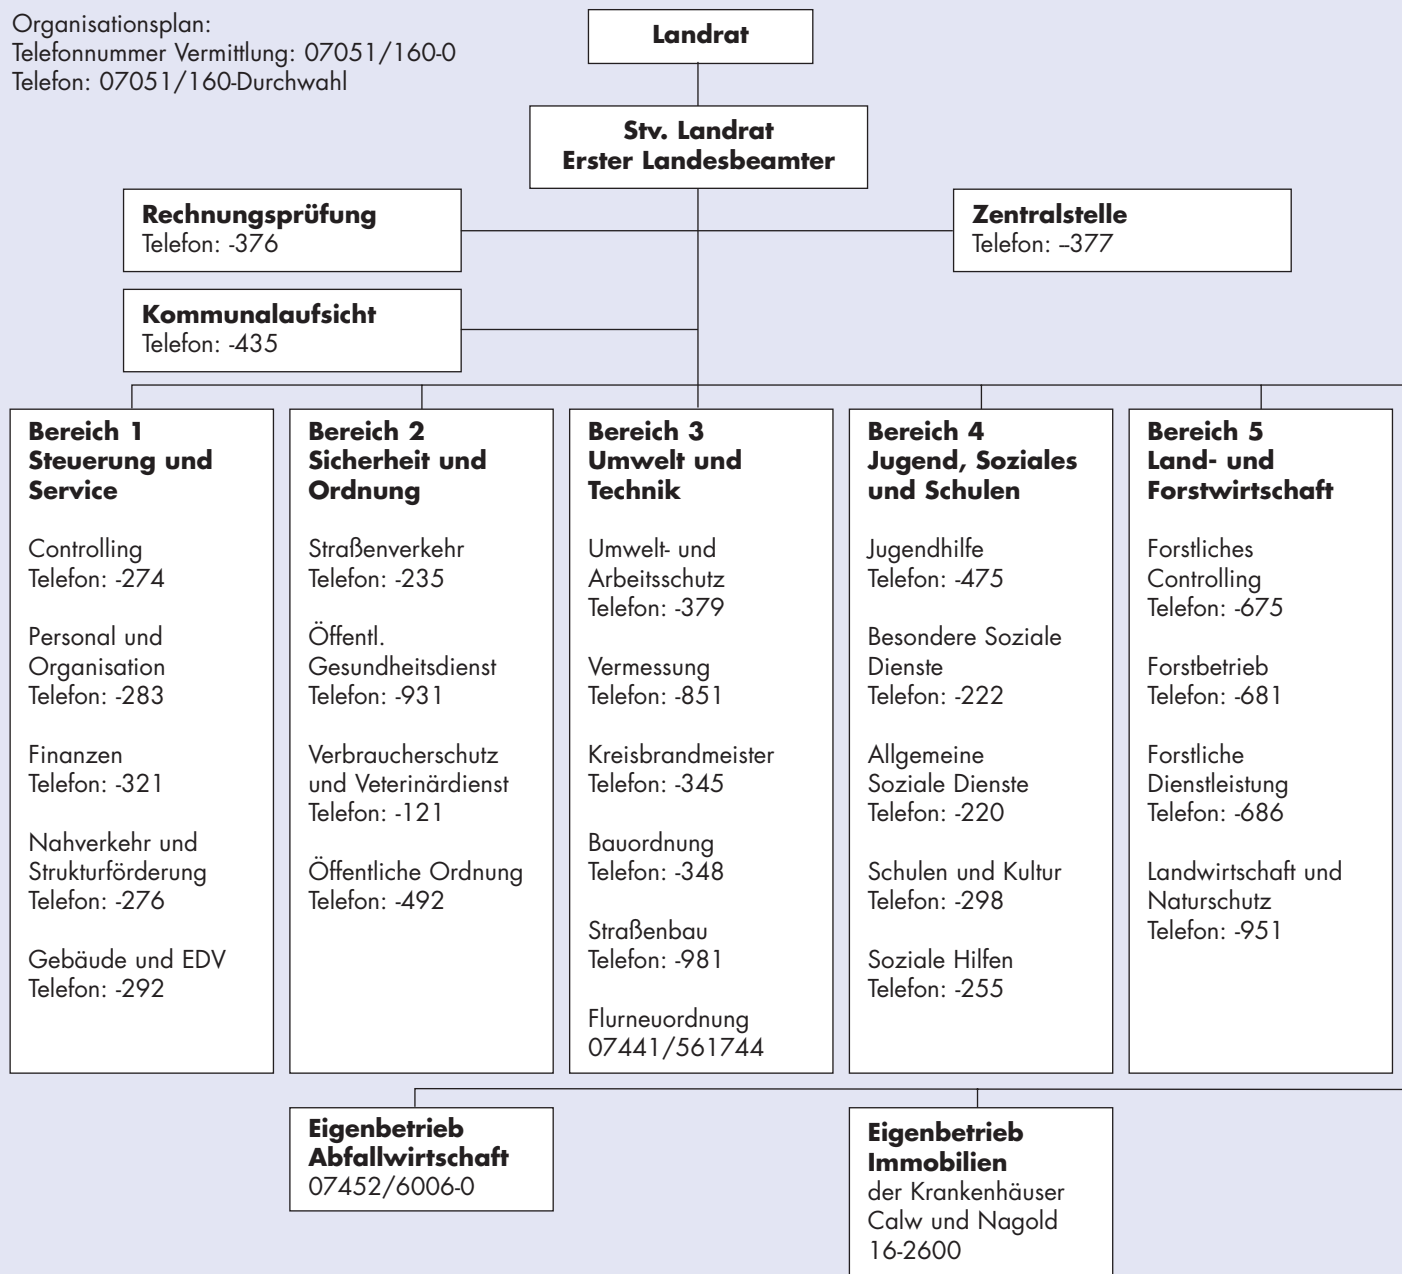 Organisationsplan:
Telefonnummer Vermittlung: 07051/160-0
Telefon: 07051/160-Durchwahl
Landrat
Stv. Landrat
Erster Landesbeamter
Rechnungsprüfung
Telefon: -376
Zentralstelle
Telefon: –377
Kommunalaufsicht
Telefon: -435
Bereich 1
Steuerung und
Service
Controlling
Telefon: -274
Personal und
Organisation
Telefon: -283
Finanzen
Telefon: -321
Nahverkehr und
Strukturförderung
Telefon: -276
Gebäude und EDV
Telefon: -292
Bereich 2
Sicherheit und
Ordnung
Straßenverkehr
Telefon: -235
Öffentl.
Gesundheitsdienst
Telefon: -931
Verbraucherschutz
und Veterinärdienst
Telefon: -121
Öffentliche Ordnung
Telefon: -492
Bereich 3
Umwelt und
Technik
Umwelt- und
Arbeitsschutz
Telefon: -379
Vermessung
Telefon: -851
Kreisbrandmeister
Telefon: -345
Bauordnung
Telefon: -348
Straßenbau
Telefon: -981
Flurneuordnung
07441/561744
Bereich 4
Jugend, Soziales
und Schulen
Jugendhilfe
Telefon: -475
Besondere Soziale
Dienste
Telefon: -222
Allgemeine
Soziale Dienste
Telefon: -220
Schulen und Kultur
Telefon: -298
Soziale Hilfen
Telefon: -255
Bereich 5
Land- und
Forstwirtschaft
Forstliches
Controlling
Telefon: -675
Forstbetrieb
Telefon: -681
Forstliche
Dienstleistung
Telefon: -686
Landwirtschaft und
Naturschutz
Telefon: -951
Eigenbetrieb
Abfallwirtschaft
07452/6006-0
Eigenbetrieb
Immobilien
der Krankenhäuser
Calw und Nagold
16-2600